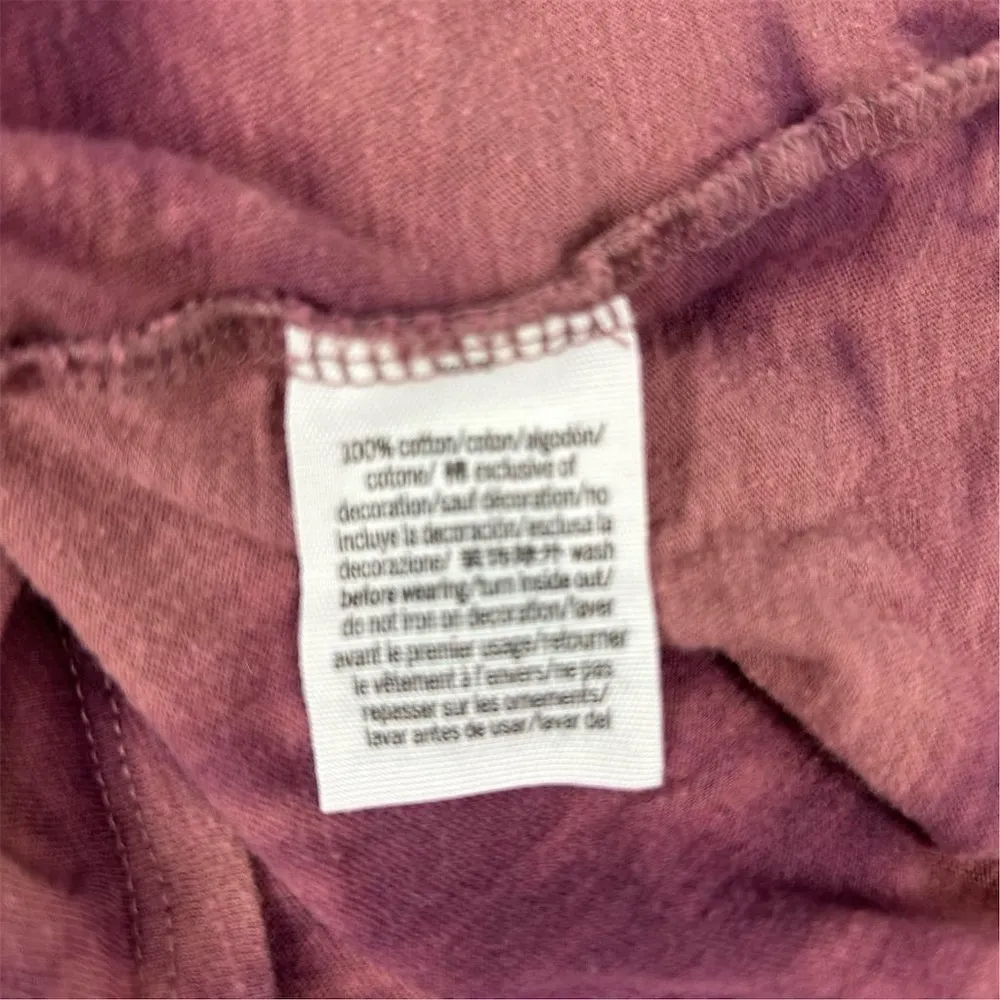 100% cotton/coton/algodón/
cotone/ 棉 exclusive of
decoration/sauf décoration/no
incluye la decoración/esclusa la
decorazione/ 装饰除外 wash
before wearing/turn inside out/
do not iron on decoration/laver
avant le premier usage/retourner
le vêtement à l'envers/ne pas
repasser sur les ornements/
lavar antes de usar/lavar del